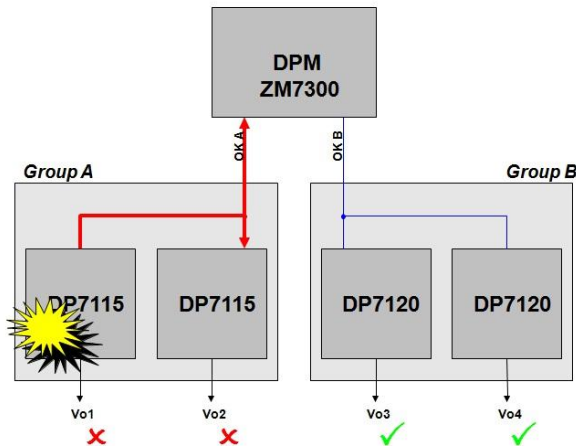 DPM
ZM7300
OK A
OK B
Group A
Group B
DP7115
DP7115
DP7120
DP7120
Vo1
Vo2
Vo3
Vo4